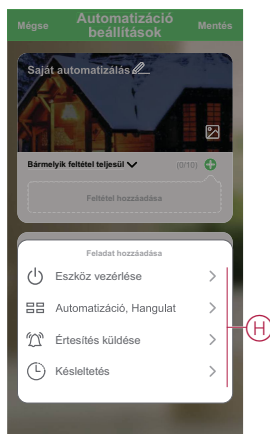 Mégse
Automatizáció
beállítások
Mentés
Saját automatizálás
Bármelyik feltétel teljesül
(0/10)
Feltétel hozzáadása
Feladat hozzáadása
Eszköz vezérlése
Automatizáció, Hangulat
Értesítés küldése
Késleltetés
H